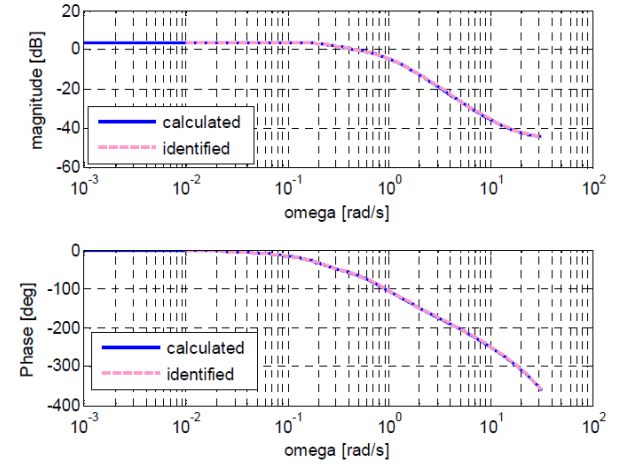 20
0
-20
-40
-60
magnitude [dB]
calculated
identified
10^-3 10^-2 10^-1 10^0 10^1 10^2
omega [rad/s]
0
-100
-200
-300
-400
Phase [deg]
calculated
identified
10^-3 10^-2 10^-1 10^0 10^1 10^2
omega [rad/s]